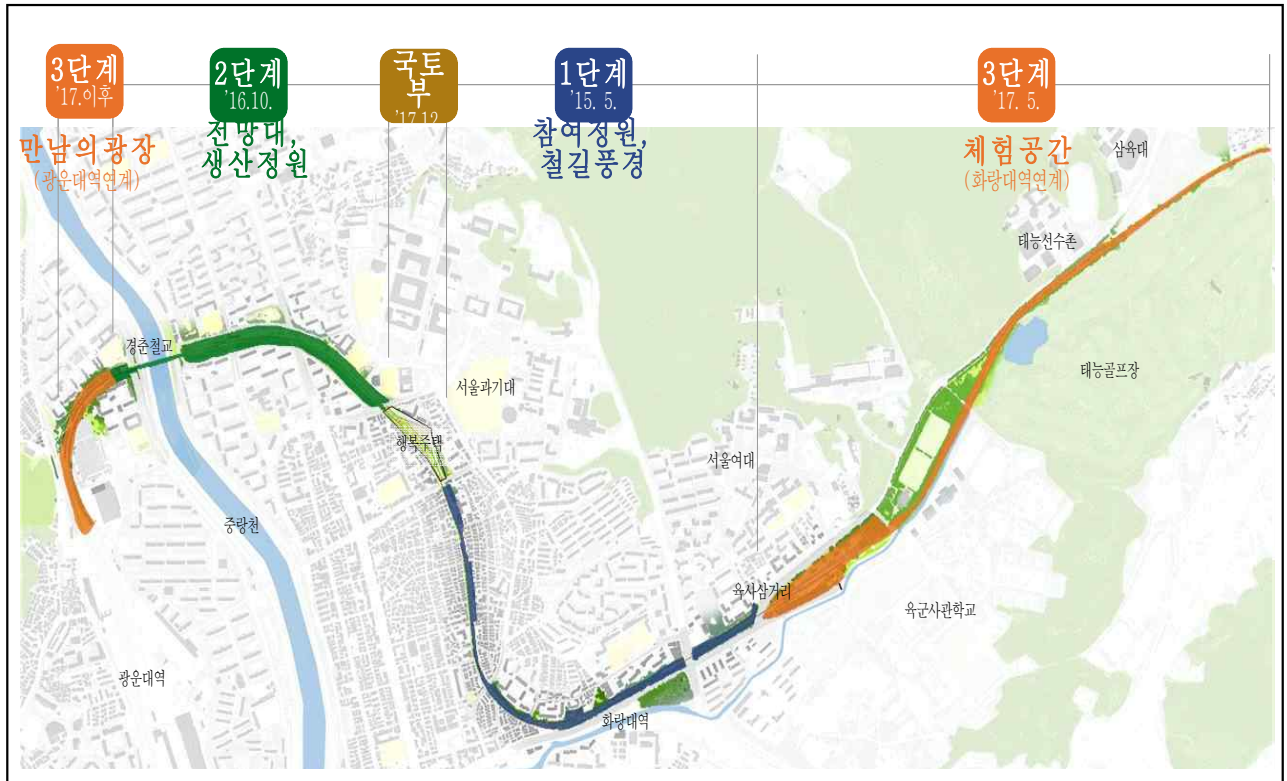 3단계
'17.이후
만남의광장
(광운대역연계)
2단계
'16.10.
전망대,
생산정원
국토
부
'17.12
1단계
'15. 5.
참여정원,
철길풍경
3단계
'17. 5.
체험공간
(화랑대역연계)
삼육대
태능선수촌
경춘철교
태능골프장
서울과기대
행복주택
서울여대
중랑천
육사삼거리
육군사관학교
광운대역
화랑대역